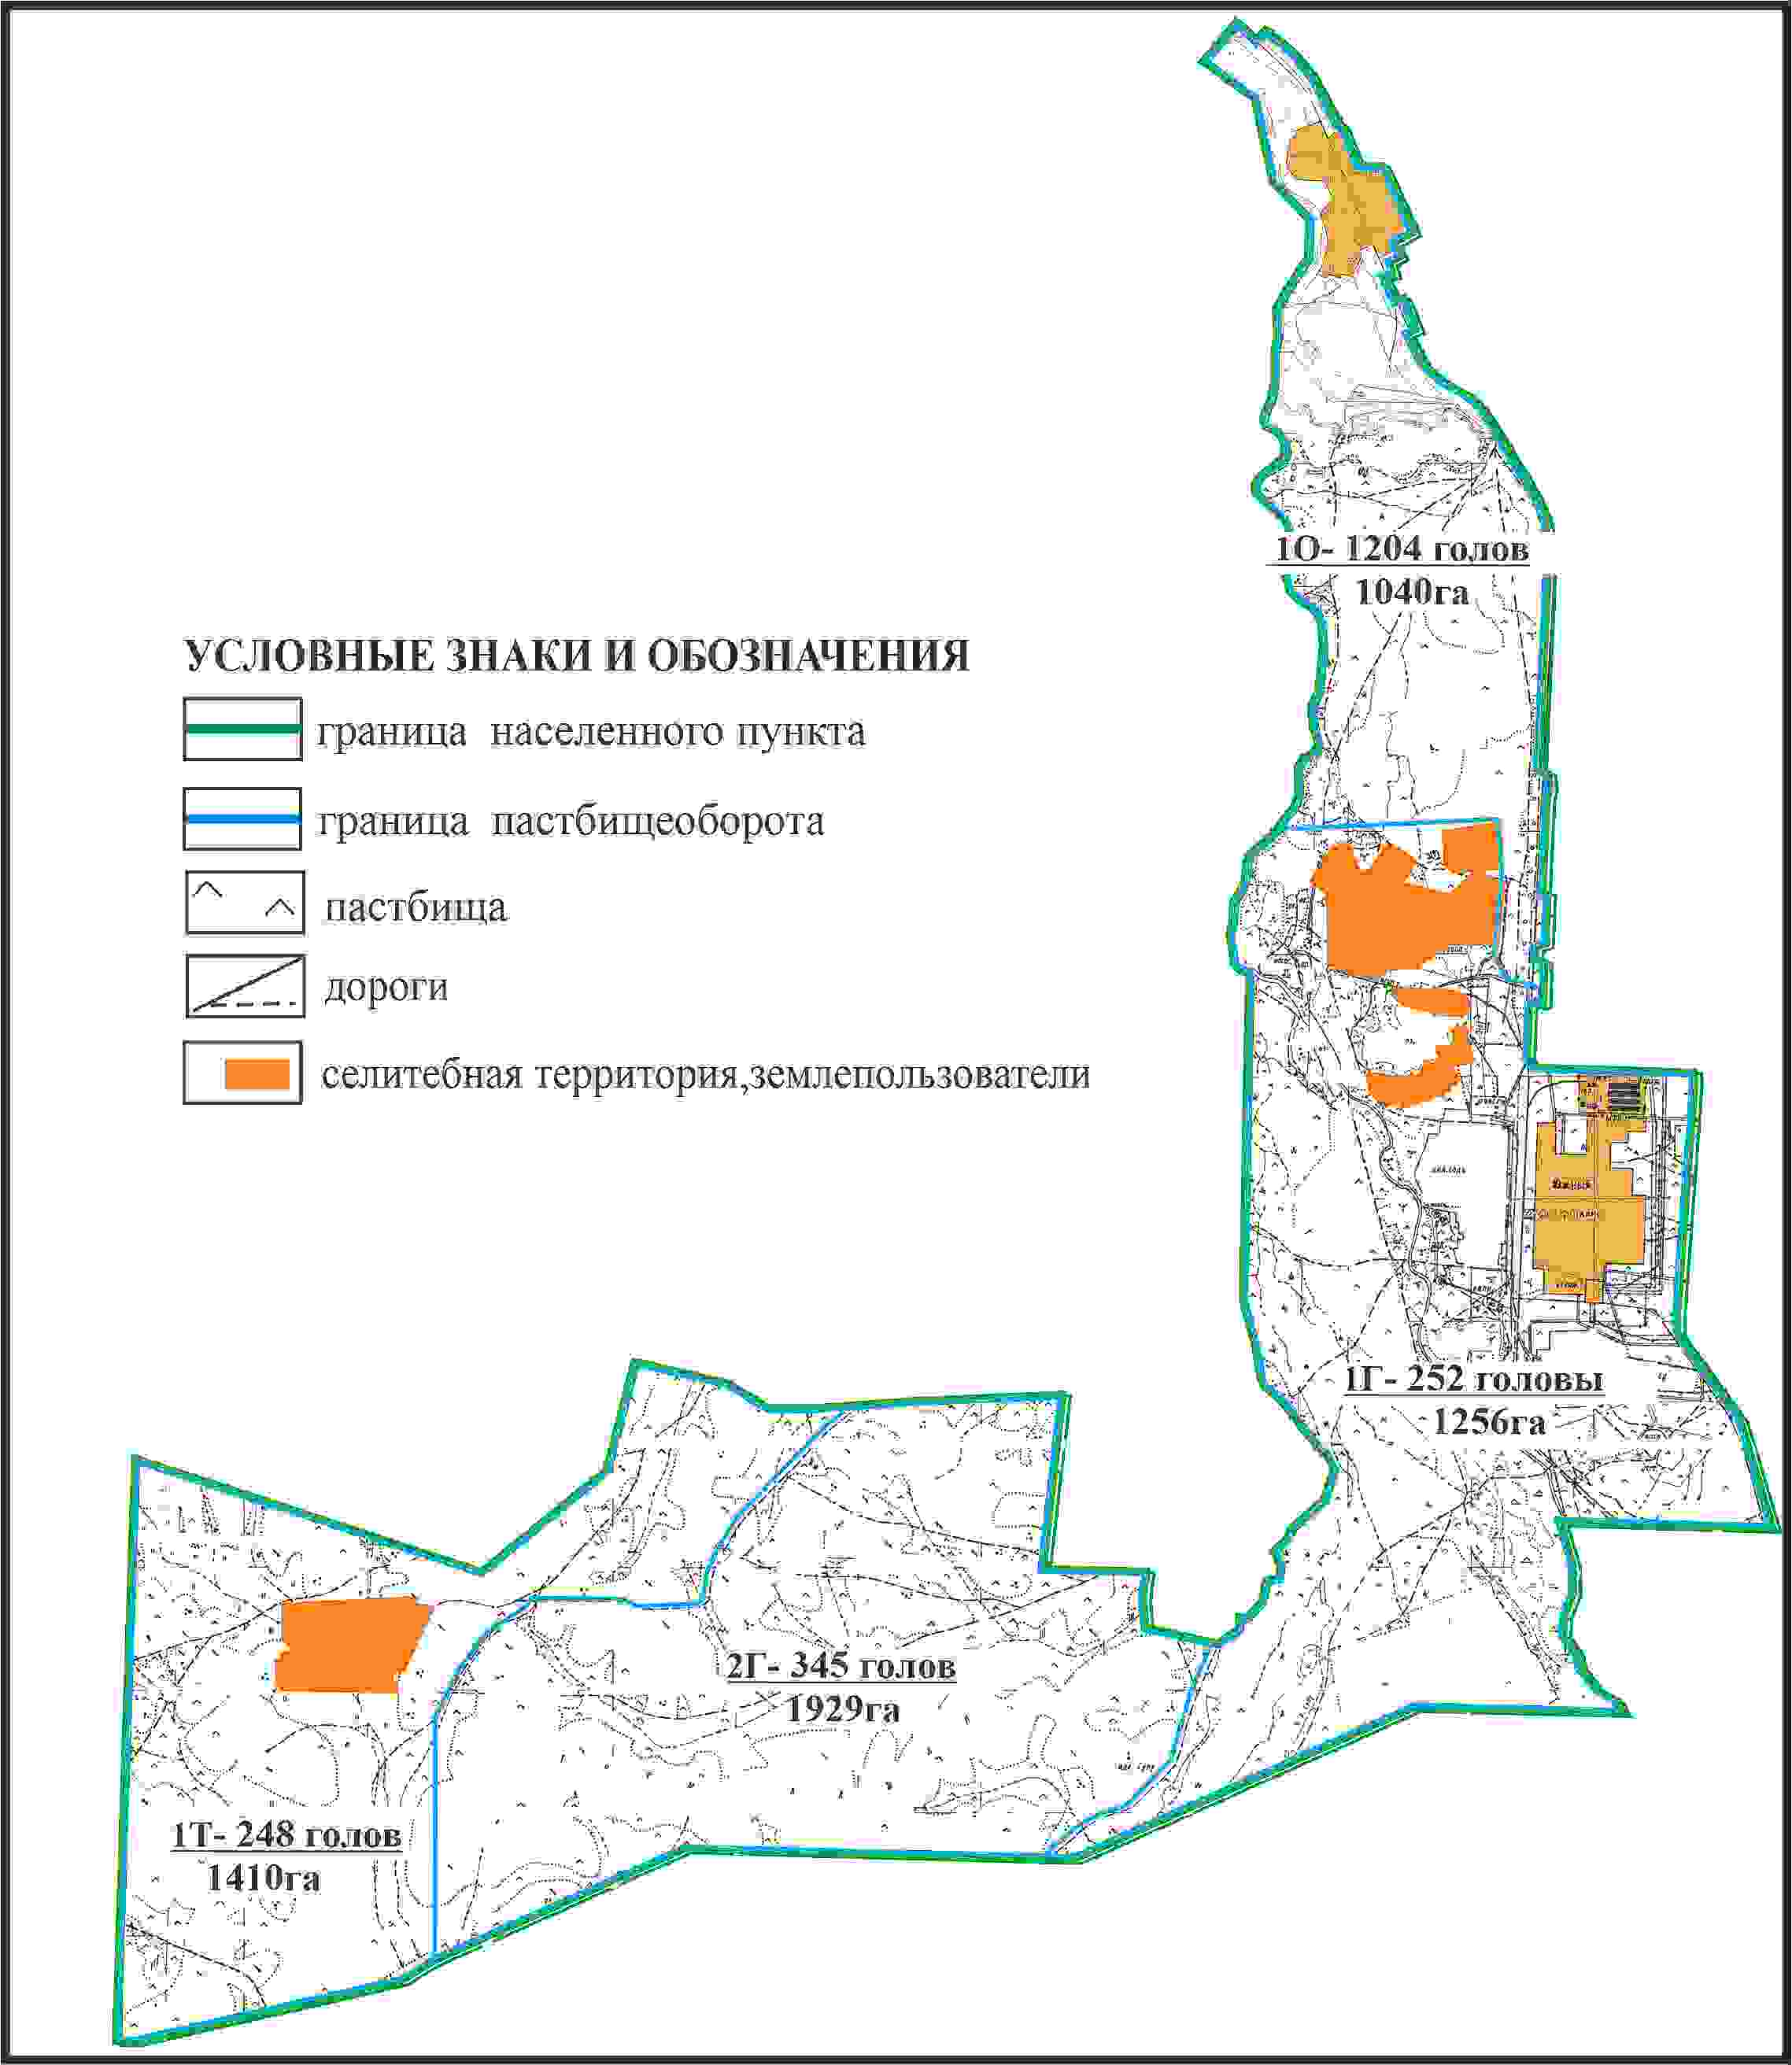 1О- 1204 голов
1040га
УСЛОВНЫЕ ЗНАКИ И ОБОЗНАЧЕНИЯ
граница населенного пункта
граница пастбищеоборота
пастбища
дороги
селитебная территория,землепользователи
1Г- 252 головы
1256га
2Г- 345 голов
1929га
1Т- 248 голов
1410га